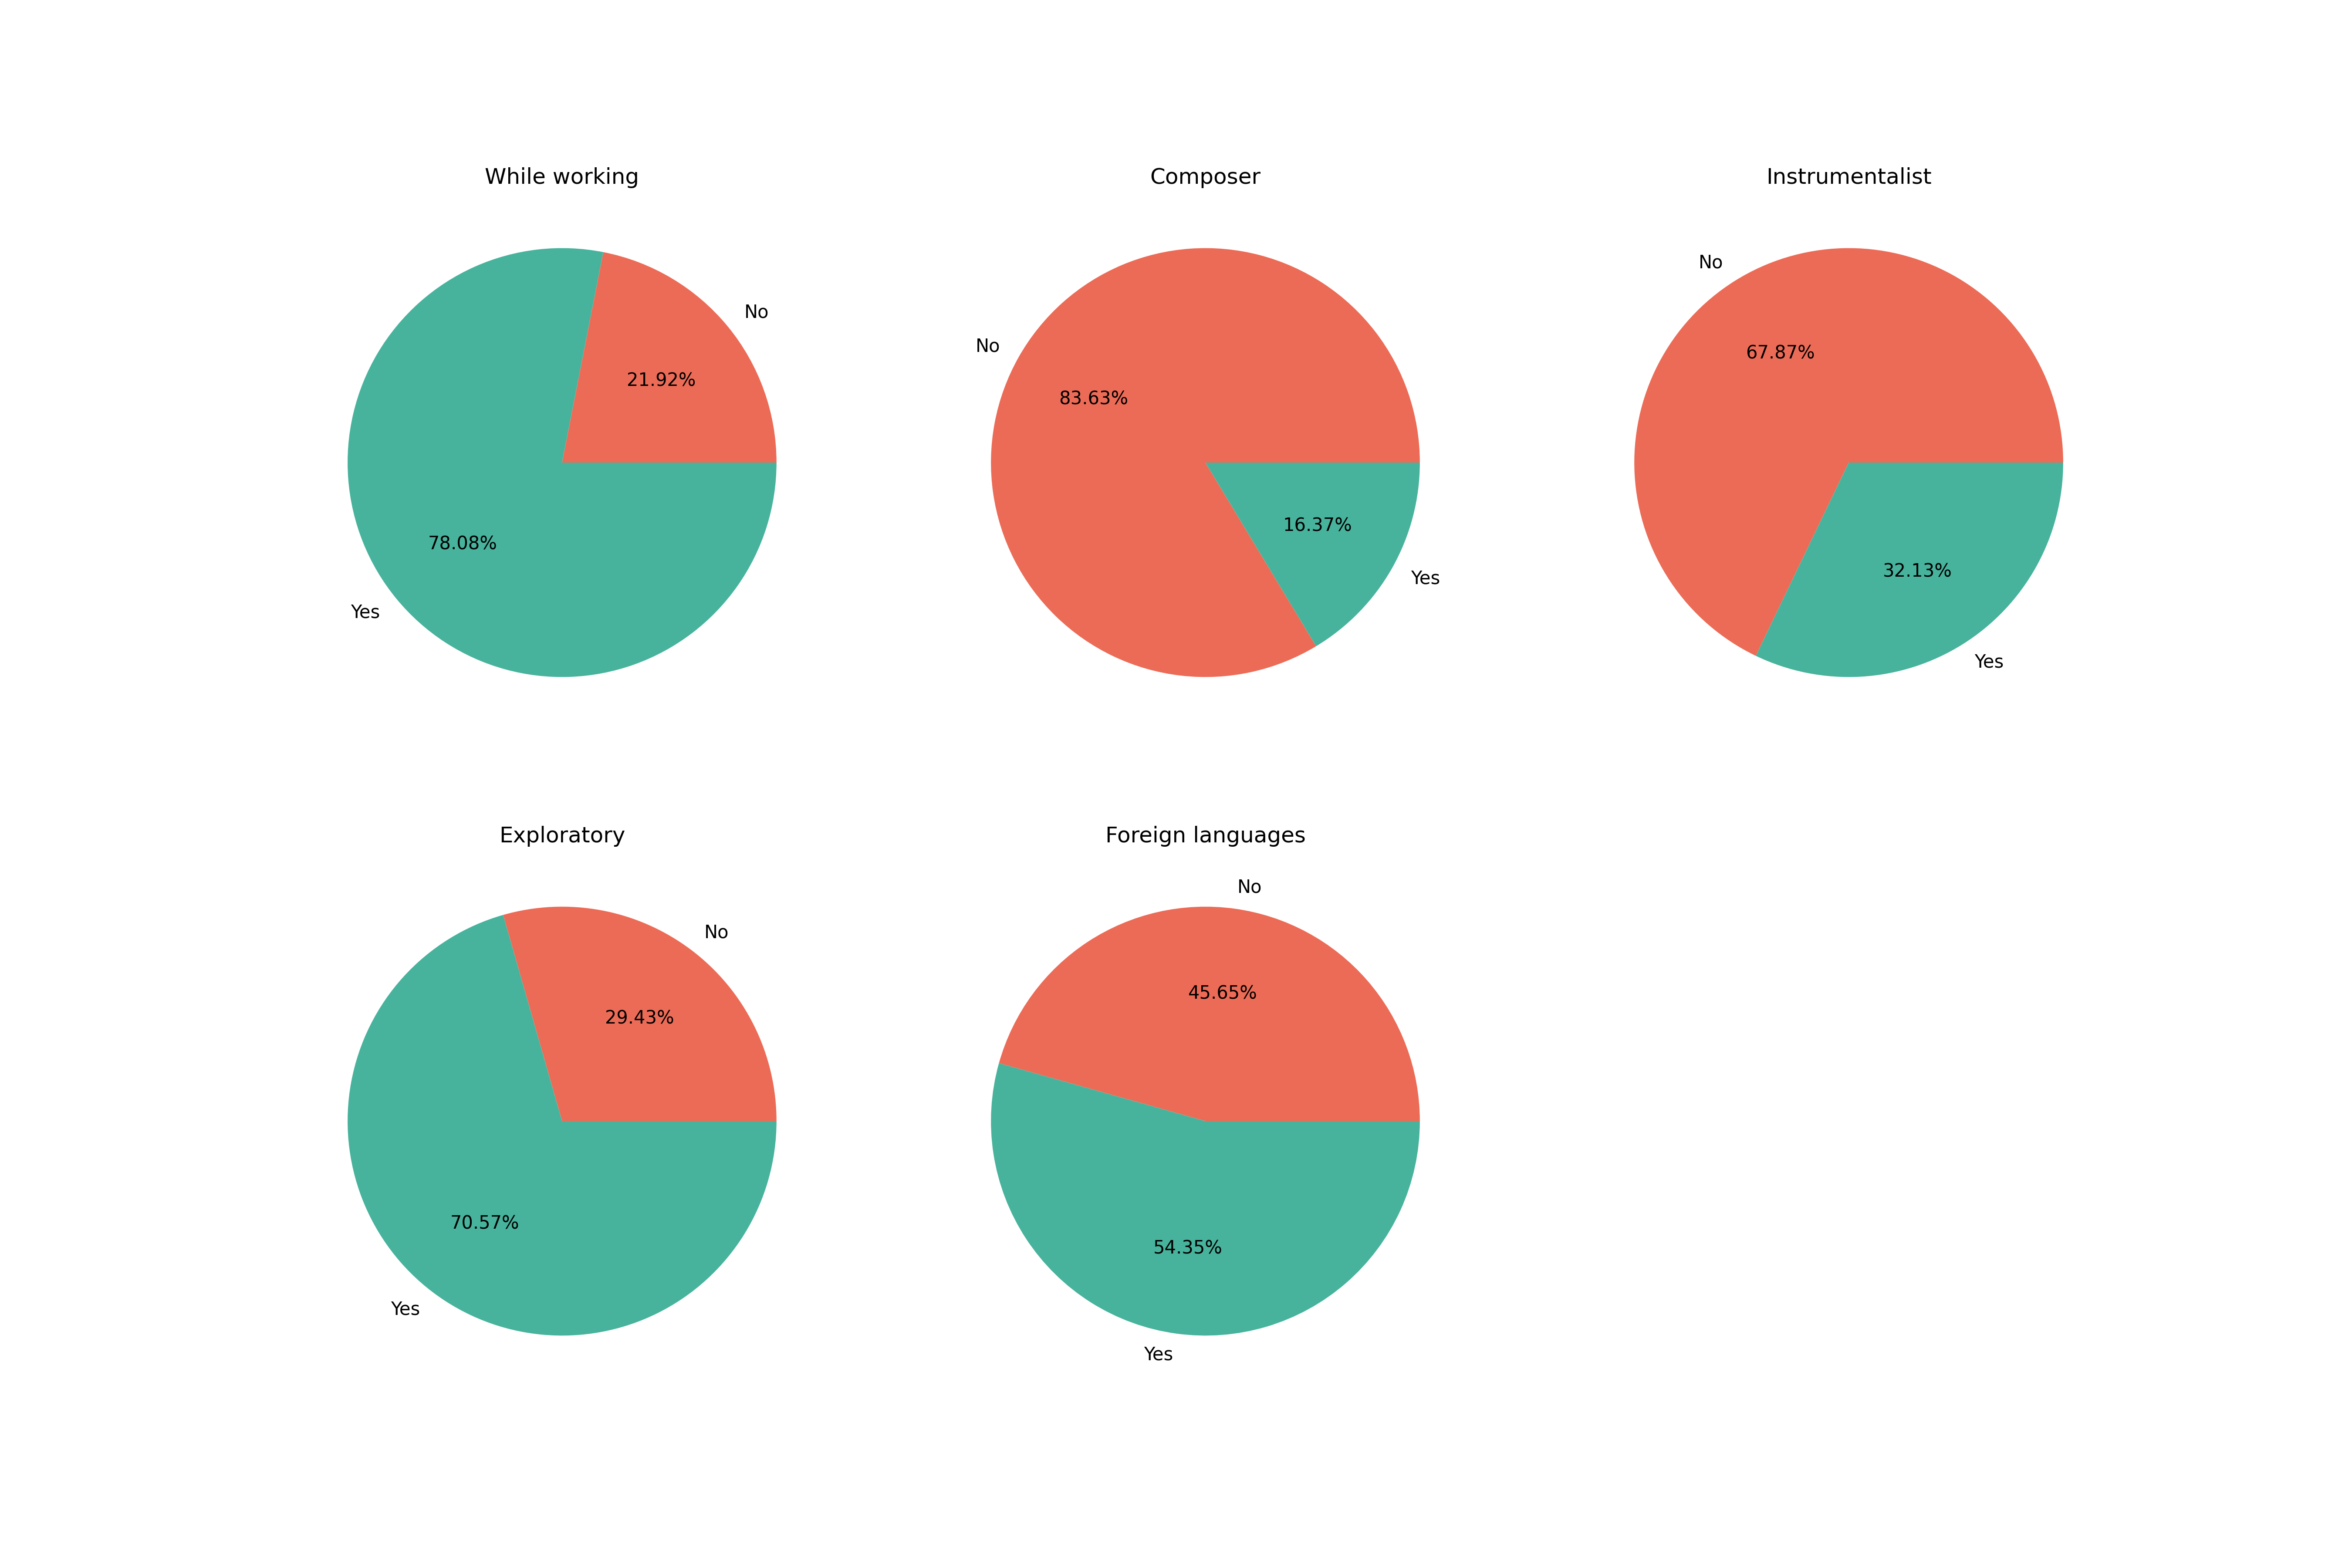 While working
No
21.92%
78.08%
Yes
Composer
No
83.63%
16.37%
Yes
Instrumentalist
No
67.87%
32.13%
Yes
Exploratory
No
29.43%
70.57%
Yes
Foreign languages
No
45.65%
54.35%
Yes